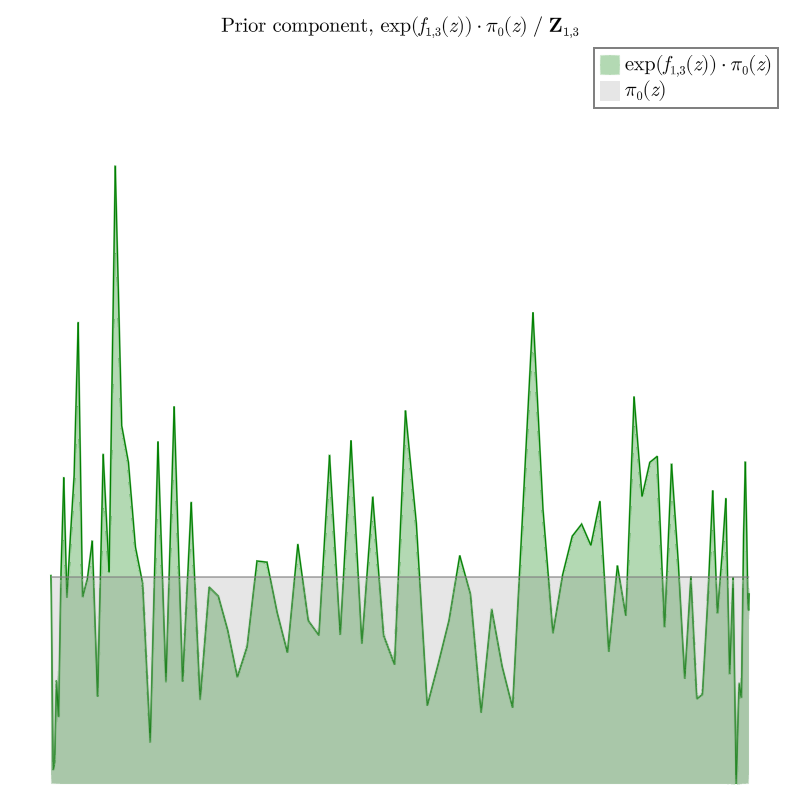 Prior component, exp(f₁,₃(z)) · π₀(z) / Z₁,₃
exp(f₁,₃(z)) · π₀(z)
π₀(z)